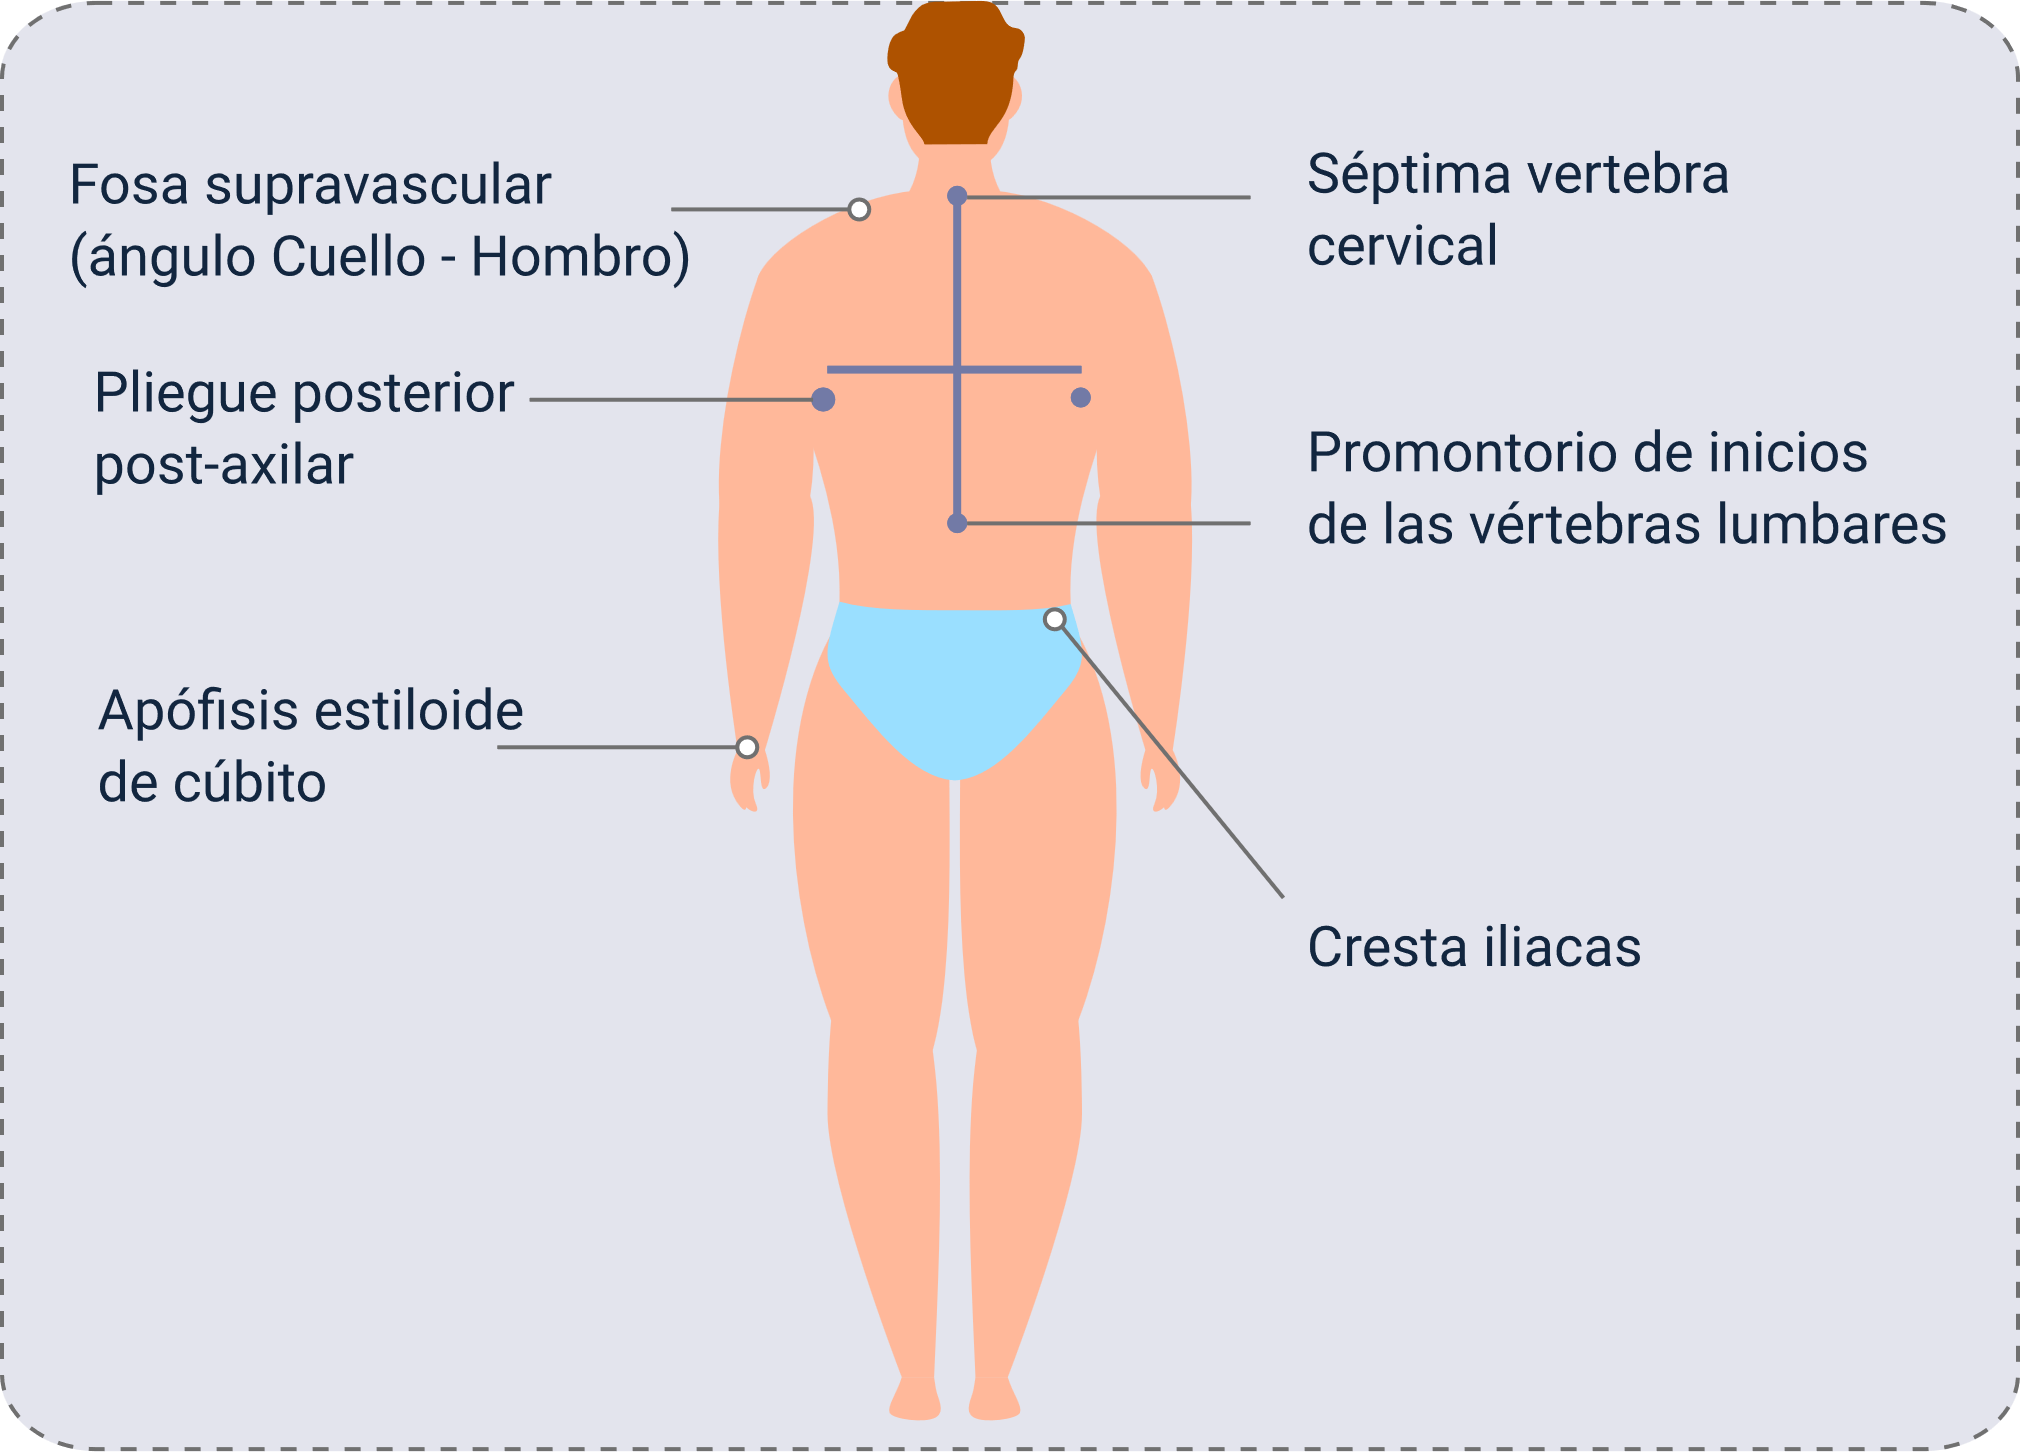 Fosa supravascular
(ángulo Cuello - Hombro)
Pliegue posterior
post-axilar
Apófisis estiloide
de cúbito
Séptima vertebra
cervical
Promontorio de inicios
de las vértebras lumbares
Cresta iliacas